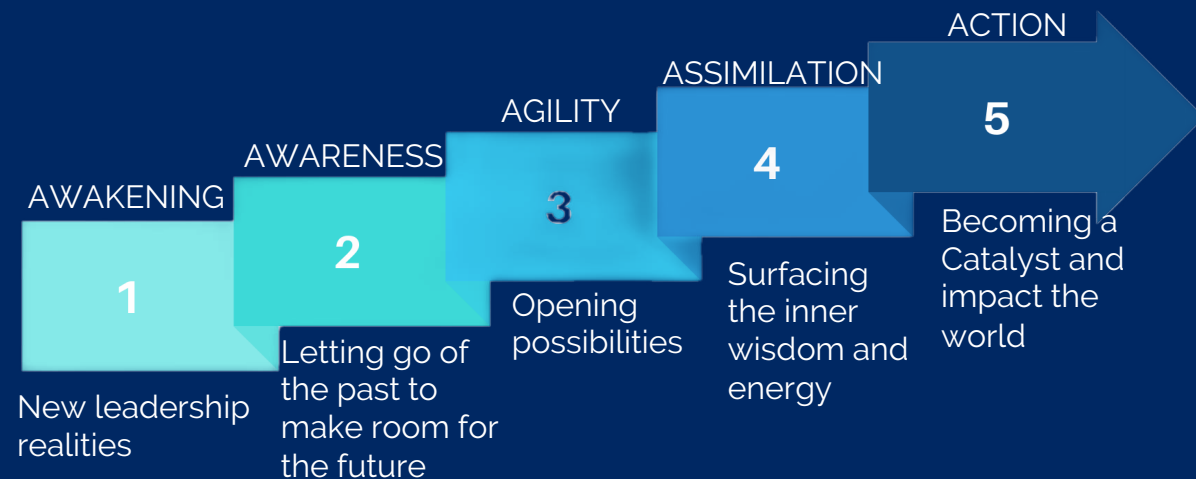 AWAKENING
1
New leadership
realities
AWARENESS
2
Letting go of
the past to
make room for
the future
AGILITY
3
Opening
possibilities
ASSIMILATION
4
Surfacing
the inner
wisdom and
energy
ACTION
5
Becoming a
Catalyst and
impact the
world